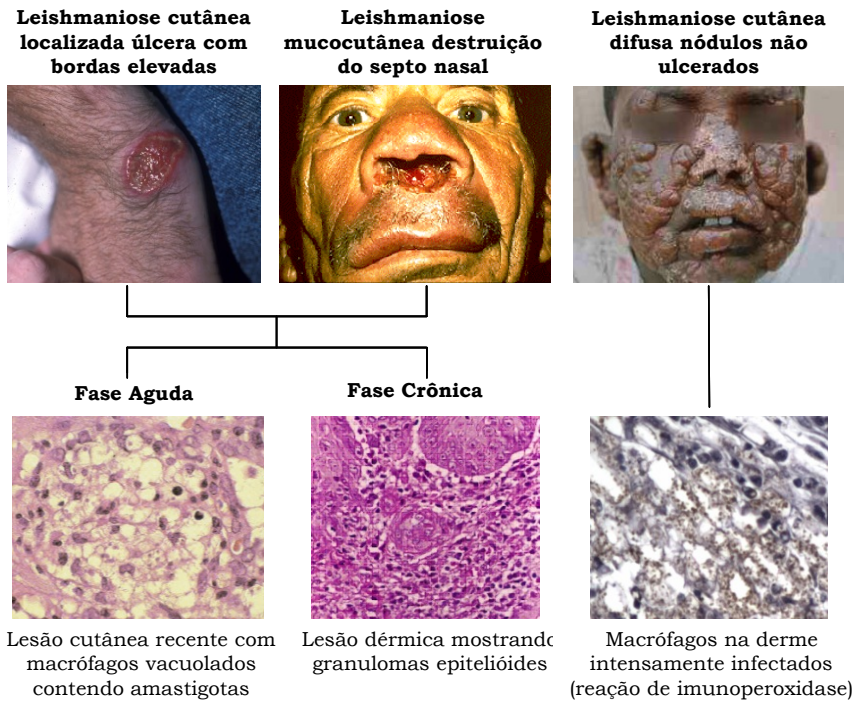 Leishmaniose cutânea
localizada úlcera com
bordas elevadas
Leishmaniose
mucocutânea destruição
do septo nasal
Leishmaniose cutânea
difusa nódulos não
ulcerados
Fase Aguda
Fase Crônica
Lesão cutânea recente com
macrófagos vacuolados
contendo amastigotas
Lesão dérmica mostrando
granulomas epitelióides
Macrófagos na derme
intensamente infectados
(reação de imunoperoxidase)